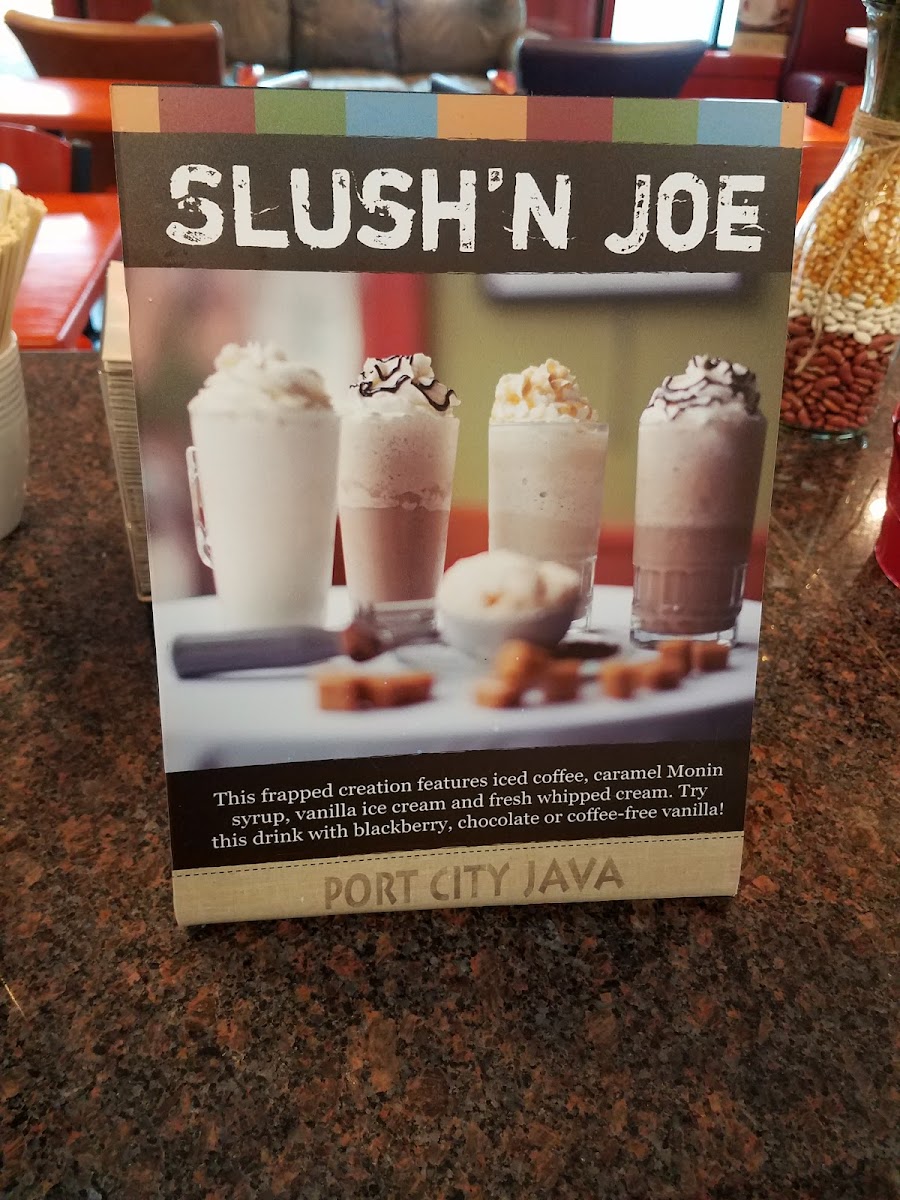 SLUSH'N JOE
This frapped creation features iced coffee, caramel Monin
syrup, vanilla ice cream and fresh whipped cream. Try
this drink with blackberry, chocolate or coffee-free vanilla!
PORT CITY JAVA